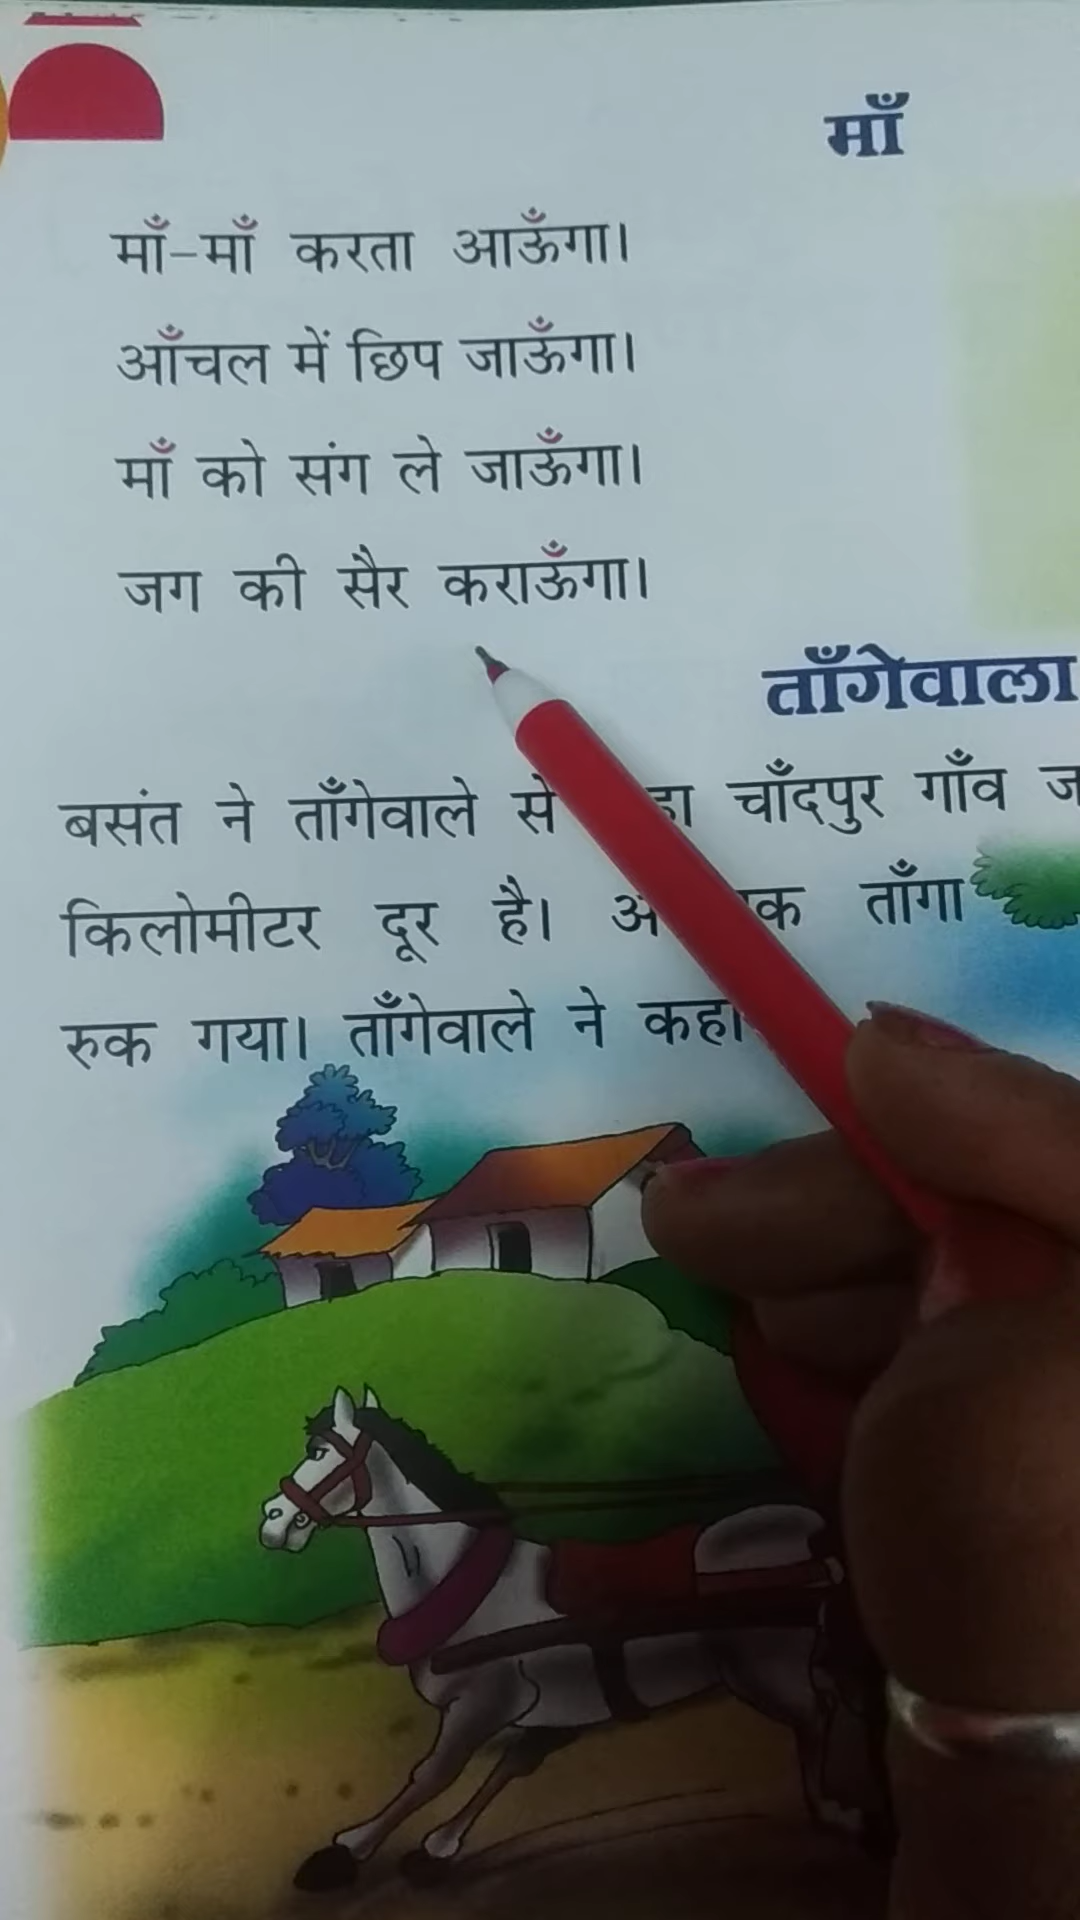 माँ
माँ-माँ करता आऊँगा।
आँचल में छिप जाऊँगा।
माँ को संग ले जाऊँगा।
जग की सैर कराऊँगा।
ताँगेवाला
बसंत ने ताँगेवाले से चाँदपुर गाँव
किलोमीटर दूर है। ताँगा
रुक गया। ताँगेवाले ने कहा